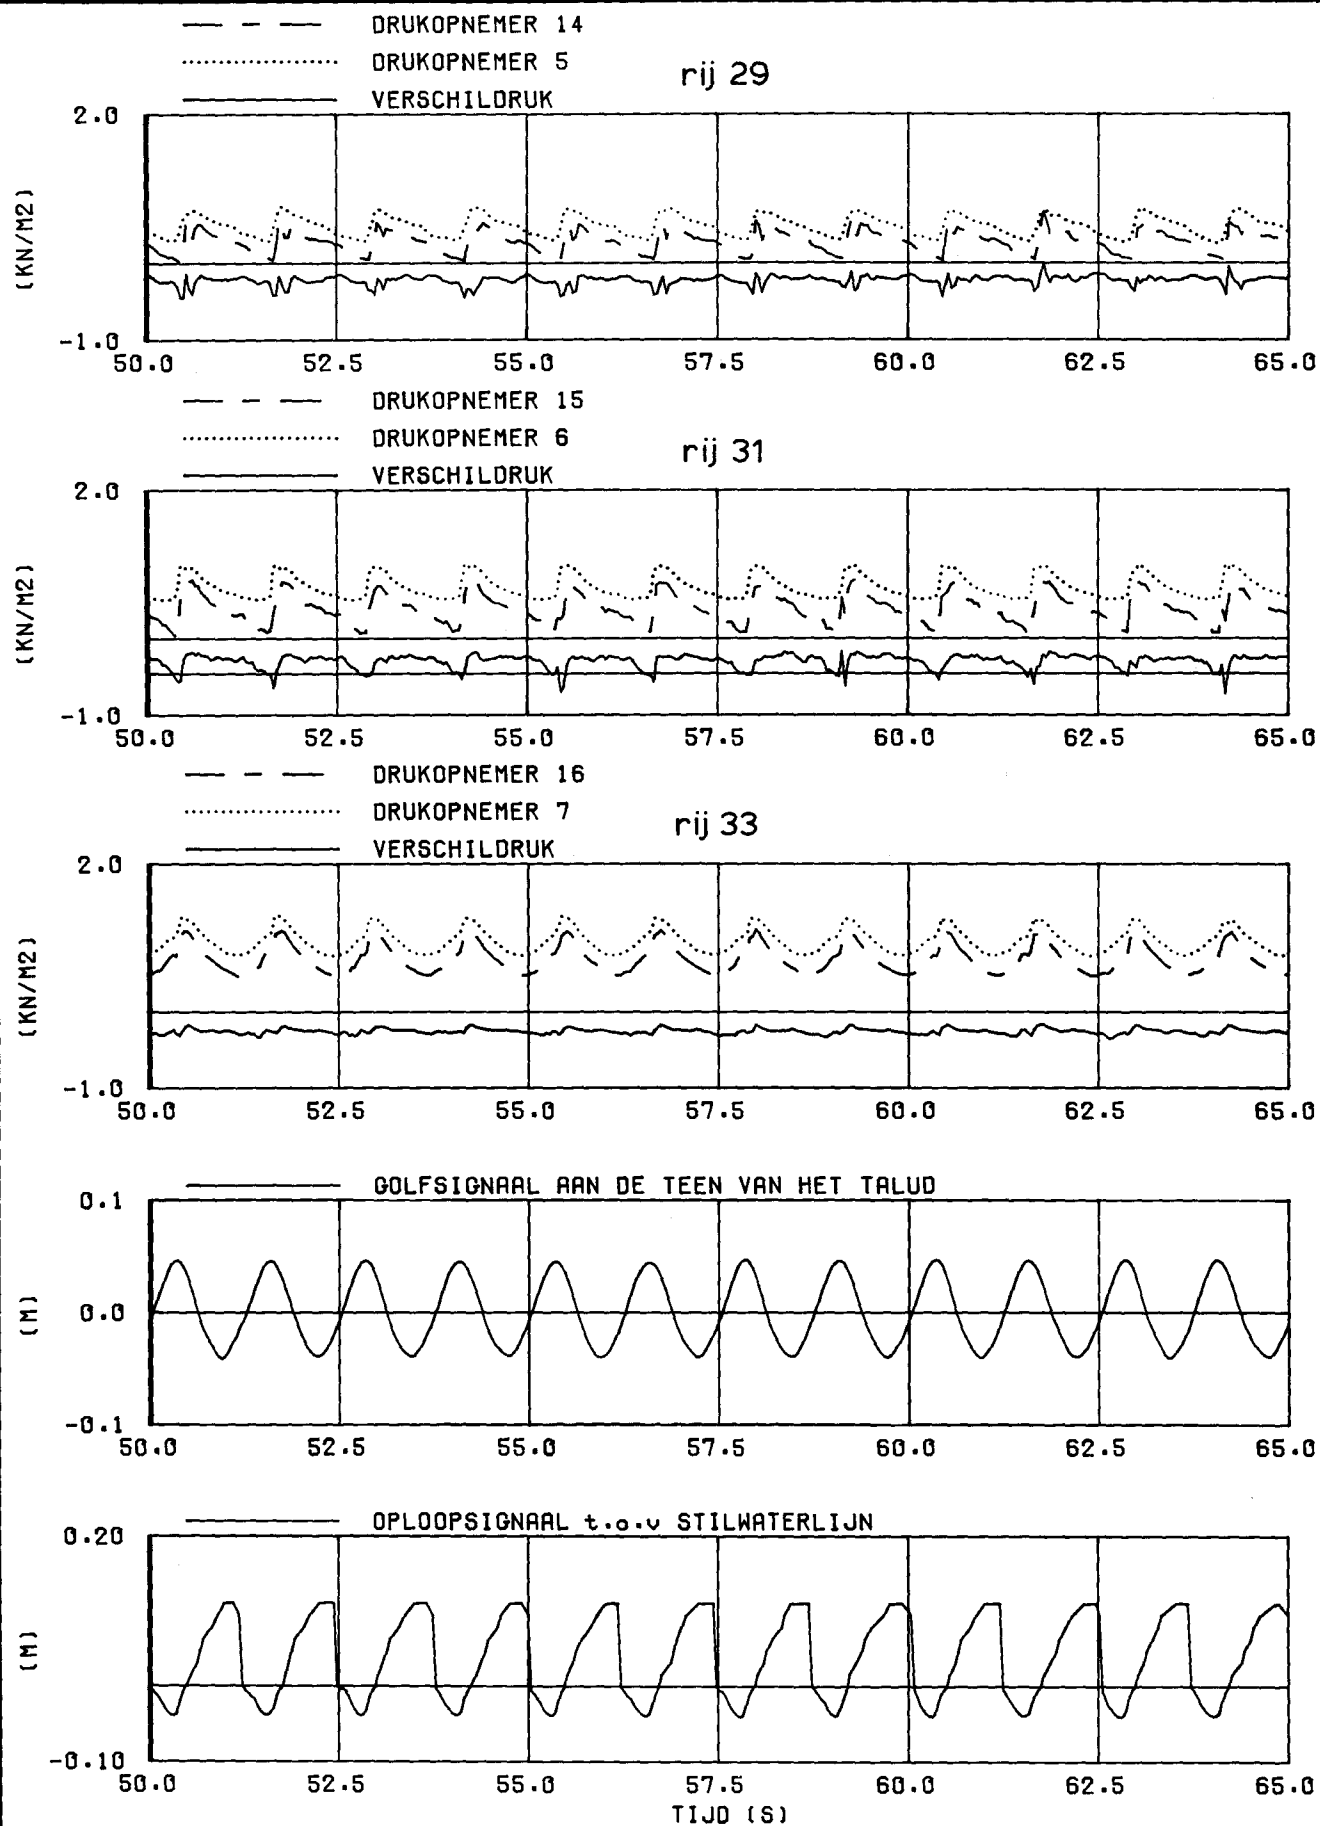 DRUKOPNEMER 14
DRUKOPNEMER 5
rij 29
VERSCHILDRUK
2.0
(KN/M2)
-1.0
50.0 52.5 55.0 57.5 60.0 62.5 65.0
DRUKOPNEMER 15
DRUKOPNEMER 6
rij 31
VERSCHILDRUK
2.0
(KN/M2)
-1.0
50.0 52.5 55.0 57.5 60.0 62.5 65.0
DRUKOPNEMER 16
DRUKOPNEMER 7
rij 33
VERSCHILDRUK
2.0
(KN/M2)
-1.0
50.0 52.5 55.0 57.5 60.0 62.5 65.0
GOLFSIGNAAL AAN DE TEEN VAN HET TALUD
0.1
(M)
0.0
-0.1
50.0 52.5 55.0 57.5 60.0 62.5 65.0
OPLOOPSIGNAAL t.o.v STILWATERLIJN
0.20
(M)
-0.10
50.0 52.5 55.0 57.5 60.0 62.5 65.0
TIJD (S)